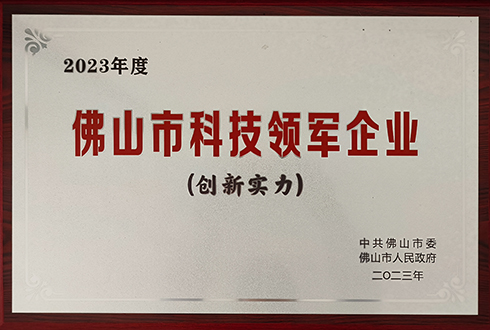 2023年度
佛山市科技领军企业
(创新实力)
中共佛山市委
佛山市人民政府
二〇二三年